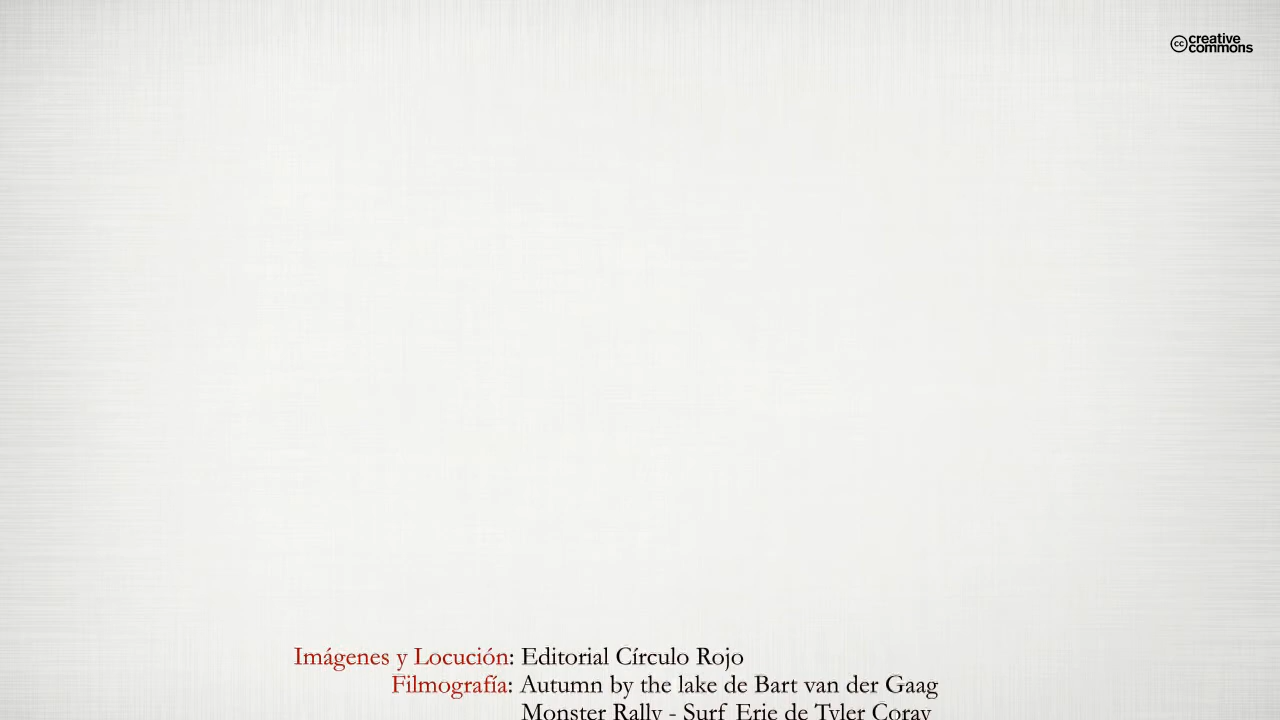 creative
commons
Imágenes y Locución: Editorial Círculo Rojo
Filmografía: Autumn by the lake de Bart van der Gaag
Monster Rally - Surf Erie de Tyler Coray